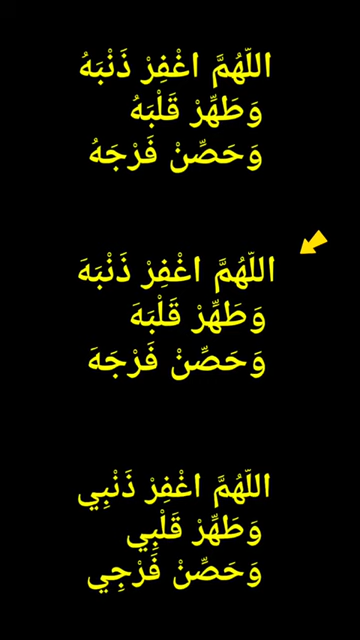 اللّهُمَّ اغْفِرْ ذَنْبَهُ
وَطَهِّرْ قَلْبَهُ
وَحَصِّنْ فَرْجَهُ
اللّهُمَّ اغْفِرْ ذَنْبَهَ
وَطَهِّرْ قَلْبَهَ
وَحَصِّنْ فَرْجَهَ
اللّهُمَّ اغْفِرْ ذَنْبِي
وَطَهِّرْ قَلْبِي
وَحَصِّنْ فَرْجِي